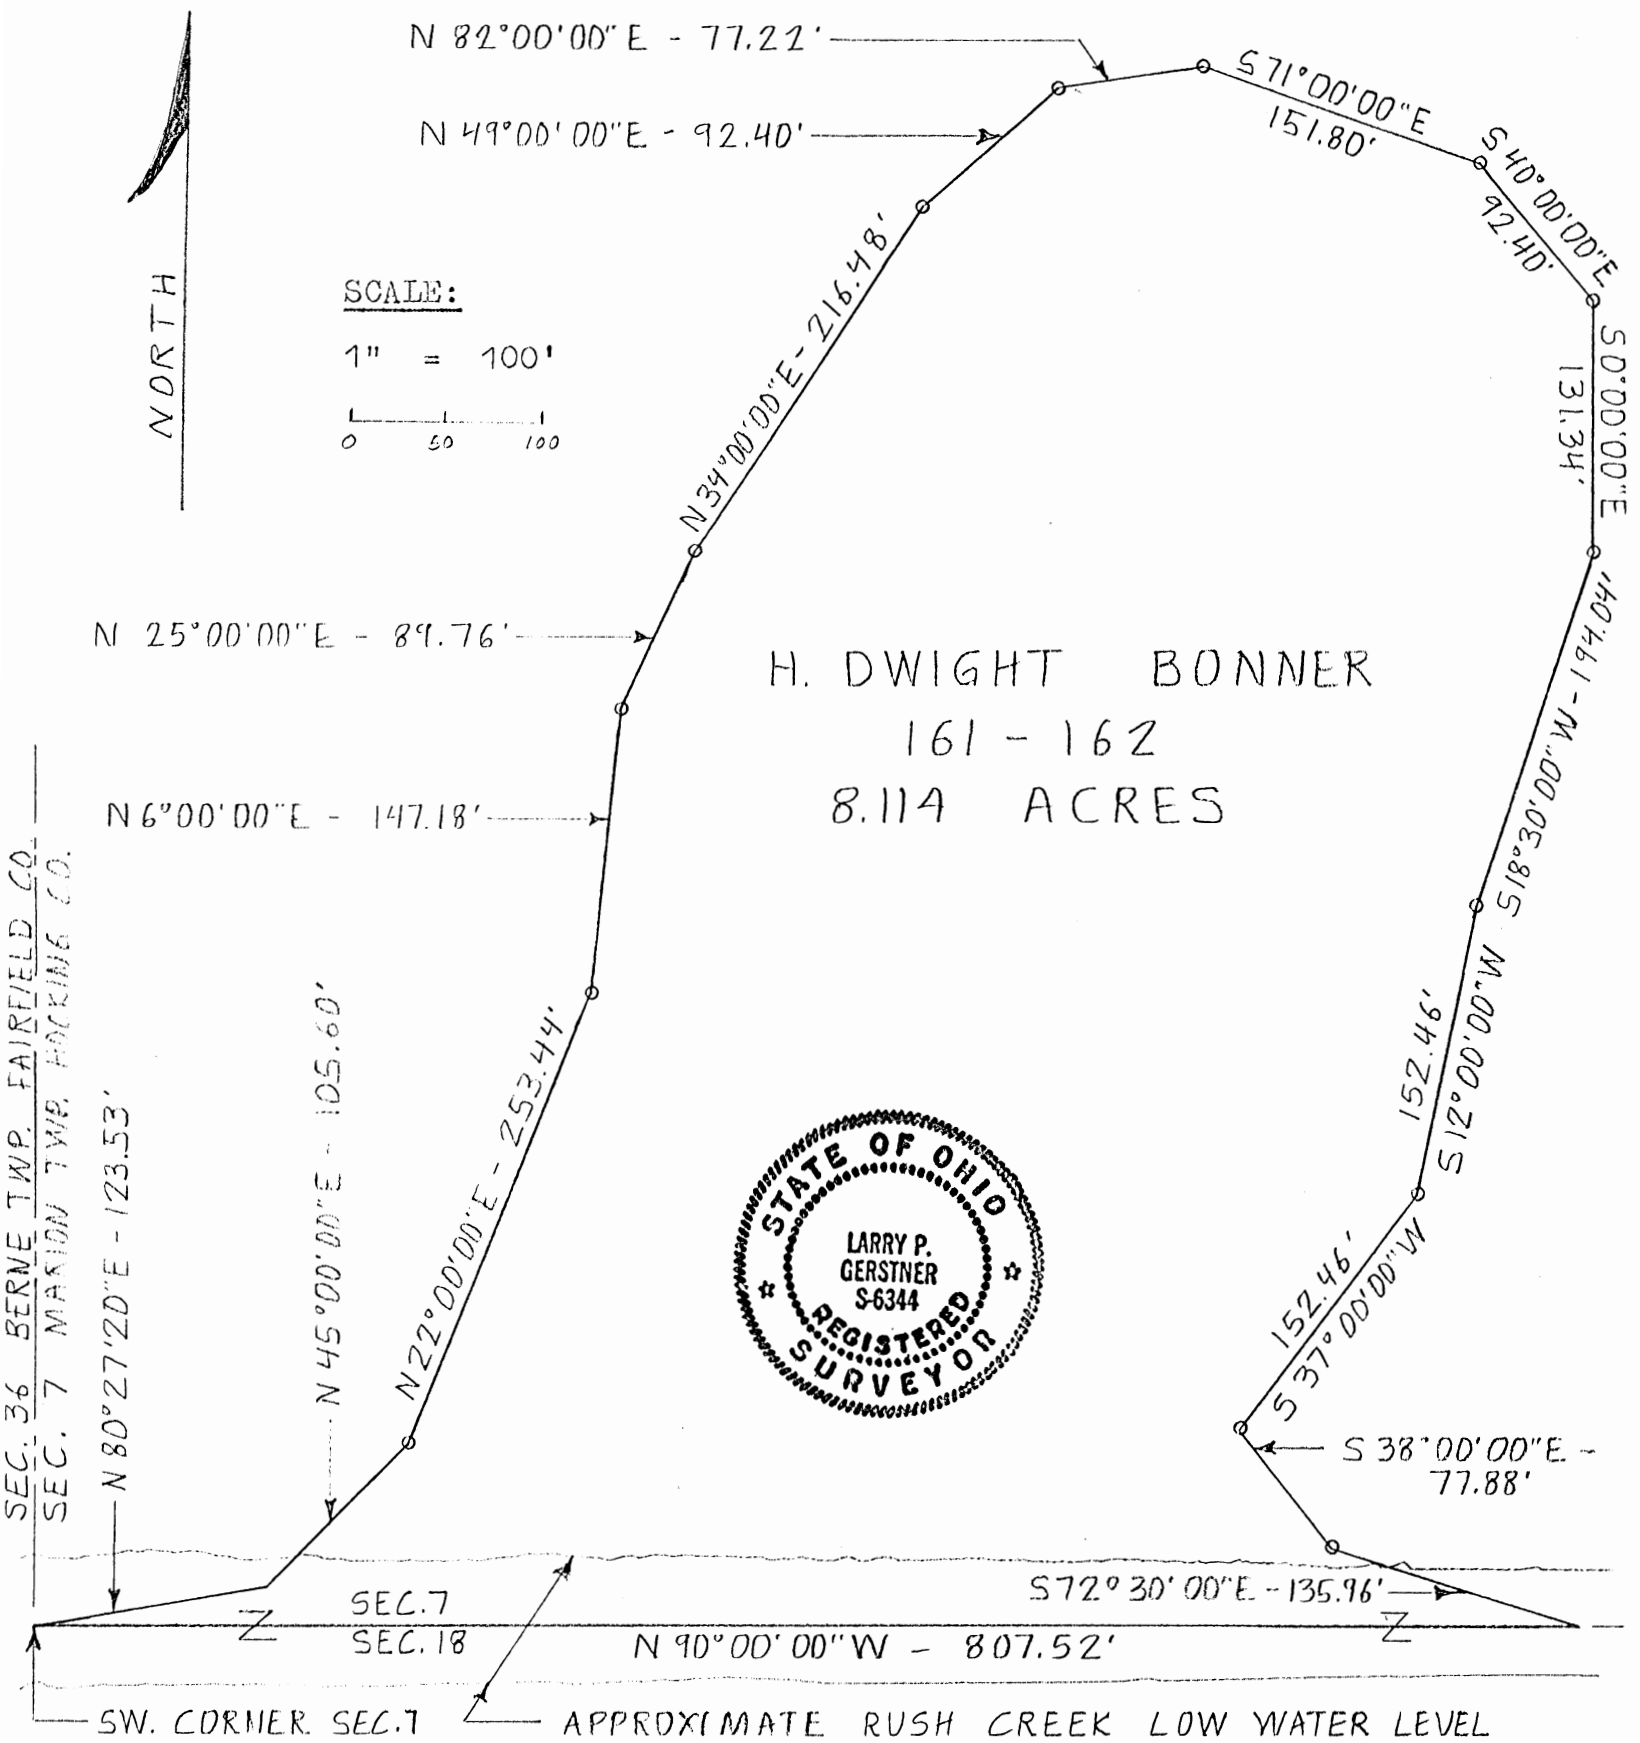 N 82°00'00"E - 77.22'
N 49°00'00"E - 92.40'
S 71°00'00"E
151.80'
S 40°00'00"E
92.40'
S 0°00'00"E
131.34'
NORTH
SCALE:
1" = 100'
0 50 100
N 34°00'00"E - 216.48'
N 25°00'00"E - 89.76'
N 6°00'00"E - 147.18'
H. DWIGHT BONNER
161 - 162
8.114 ACRES
S 18°30'00"W - 194.04'
152.46'
S 12°00'00"W
SEC. 36 BERNE TWP. FAIRFIELD CO.
SEC. 7 MARION TWP. HOCKING CO.
N 80°27'20"E - 123.53'
N 45°00'00"E - 105.60'
N 22°00'00"E - 253.44'
STATE OF OHIO
LARRY P.
GERSTNER
S-6344
REGISTERED
SURVEYOR
152.46'
S 37°00'00"W
S 38°00'00"E -
77.88'
S 72°30'00"E - 135.96'
SEC. 7
SEC. 18
N 90°00'00"W - 807.52'
SW. CORNER SEC. 7
APPROXIMATE RUSH CREEK LOW WATER LEVEL